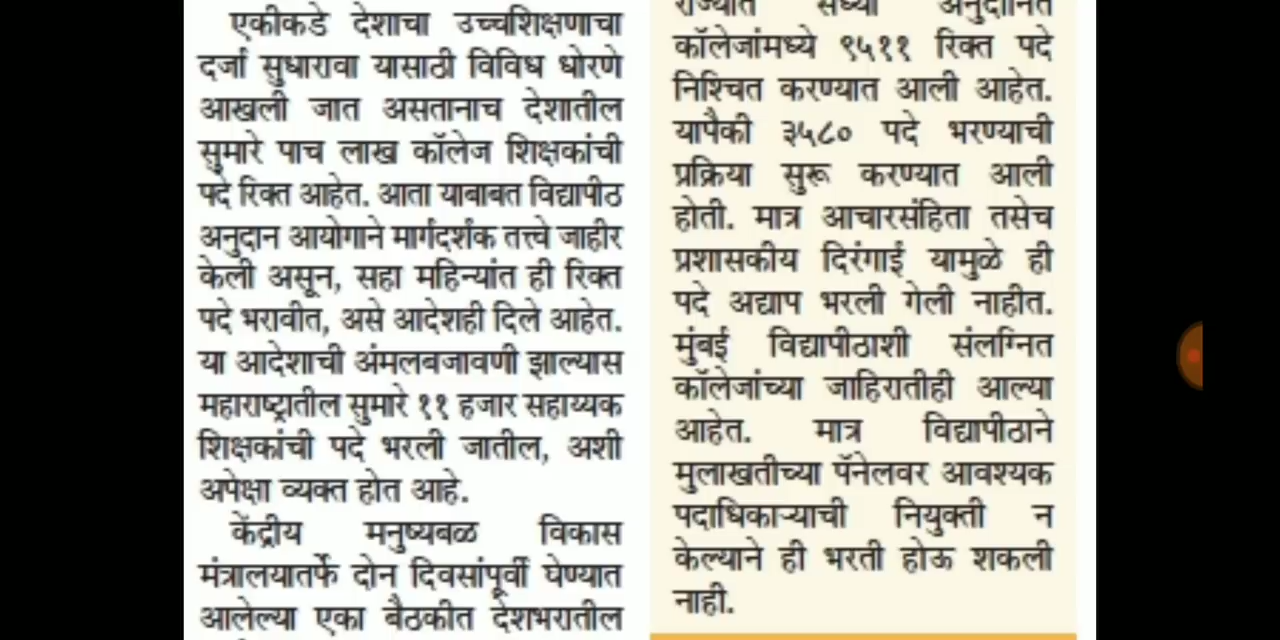 एकीकडे देशाचा उच्चशिक्षणाचा
दर्जा सुधारावा यासाठी विविध धोरणे
आखली जात असतानाच देशातील
सुमारे पाच लाख कॉलेज शिक्षकांची
पदे रिक्त आहेत. आता याबाबत विद्यापीठ
अनुदान आयोगाने मार्गदर्शक तत्त्वे जाहीर
केली असून, सहा महिन्यांत ही रिक्त
पदे भरावीत, असे आदेशही दिले आहेत.
या आदेशाची अंमलबजावणी झाल्यास
महाराष्ट्रातील सुमारे ११ हजार सहाय्यक
शिक्षकांची पदे भरली जातील, अशी
अपेक्षा व्यक्त होत आहे.
केंद्रीय मनुष्यबळ विकास
मंत्रालयातर्फे दोन दिवसांपूर्वी घेण्यात
आलेल्या एका बैठकीत देशभरातील
राज्यात सध्या अनुदानित
कॉलेजांमध्ये ९५११ रिक्त पदे
निश्चित करण्यात आली आहेत.
यापैकी ३५८० पदे भरण्याची
प्रक्रिया सुरू करण्यात आली
होती. मात्र आचारसंहिता तसेच
प्रशासकीय दिरंगाई यामुळे ही
पदे अद्याप भरली गेली नाहीत.
मुंबई विद्यापीठाशी संलग्नित
कॉलेजांच्या जाहिरातीही आल्या
आहेत. मात्र विद्यापीठाने
मुलाखतीच्या पॅनेलवर आवश्यक
पदाधिकाऱ्याची नियुक्ती न
केल्याने ही भरती होऊ शकली
नाही.